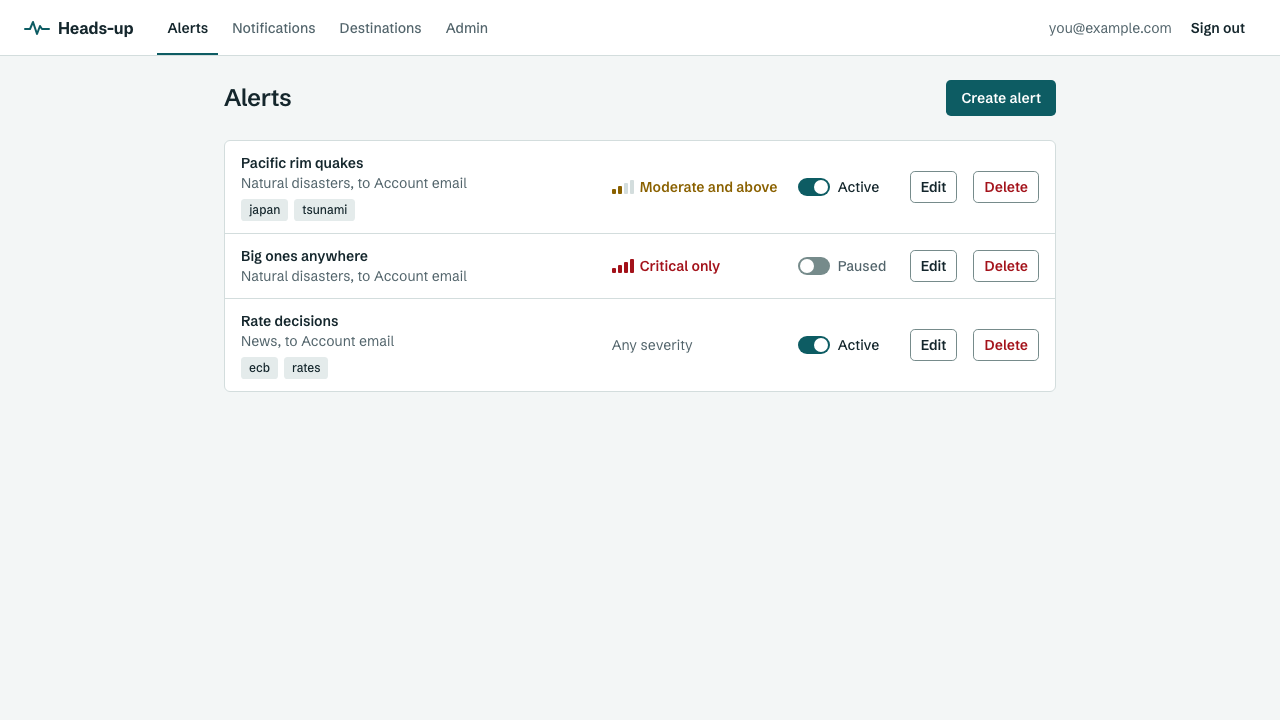 Heads-up Alerts Notifications Destinations Admin you@example.com Sign out
Alerts
Create alert
Pacific rim quakes
Natural disasters, to Account email
japan tsunami
Moderate and above
Active
Edit
Delete
Big ones anywhere
Natural disasters, to Account email
Critical only
Paused
Edit
Delete
Rate decisions
News, to Account email
ecb rates
Any severity
Active
Edit
Delete